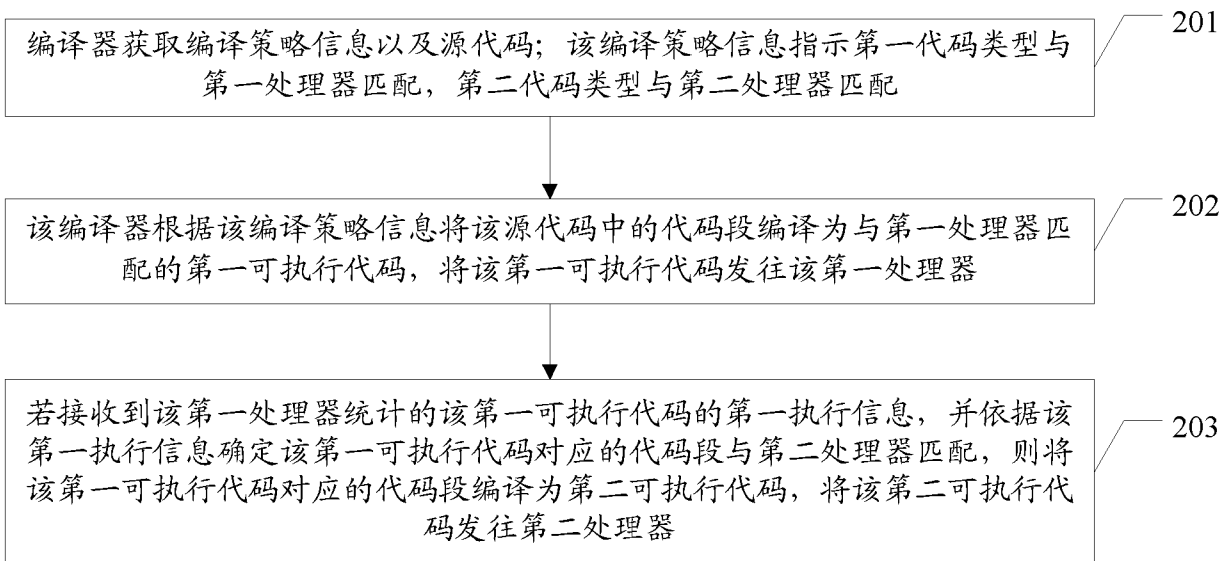 编译器获取编译策略信息以及源代码；该编译策略信息指示第一代码类型与
第一处理器匹配，第二代码类型与第二处理器匹配
201
该编译器根据该编译策略信息将该源代码中的代码段编译为与第一处理器匹
配的第一可执行代码，将该第一可执行代码发往该第一处理器
202
若接收到该第一处理器统计的该第一可执行代码的第一执行信息，并依据该
第一执行信息确定该第一可执行代码对应的代码段与第二处理器匹配，则将
该第一可执行代码对应的代码段编译为第二可执行代码，将该第二可执行代
码发往第二处理器
203